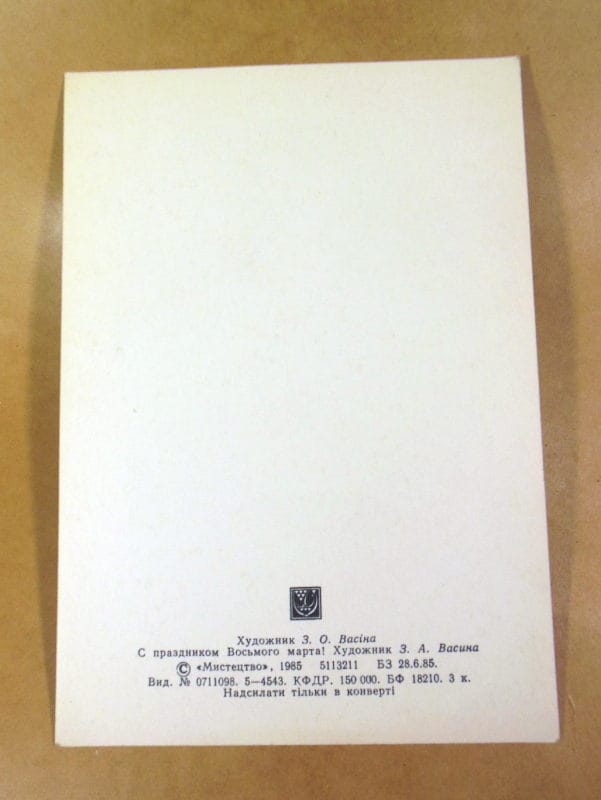 Художник З. О. Васіна
С праздником Восьмого марта! Художник З. А. Васина
© «Мистецтво», 1985 5113211 БЗ 28.6.85.
Вид. № 0711098. 5—4543. КФДР. 150 000. БФ 18210. 3 к.
Надсилати тільки в конверті